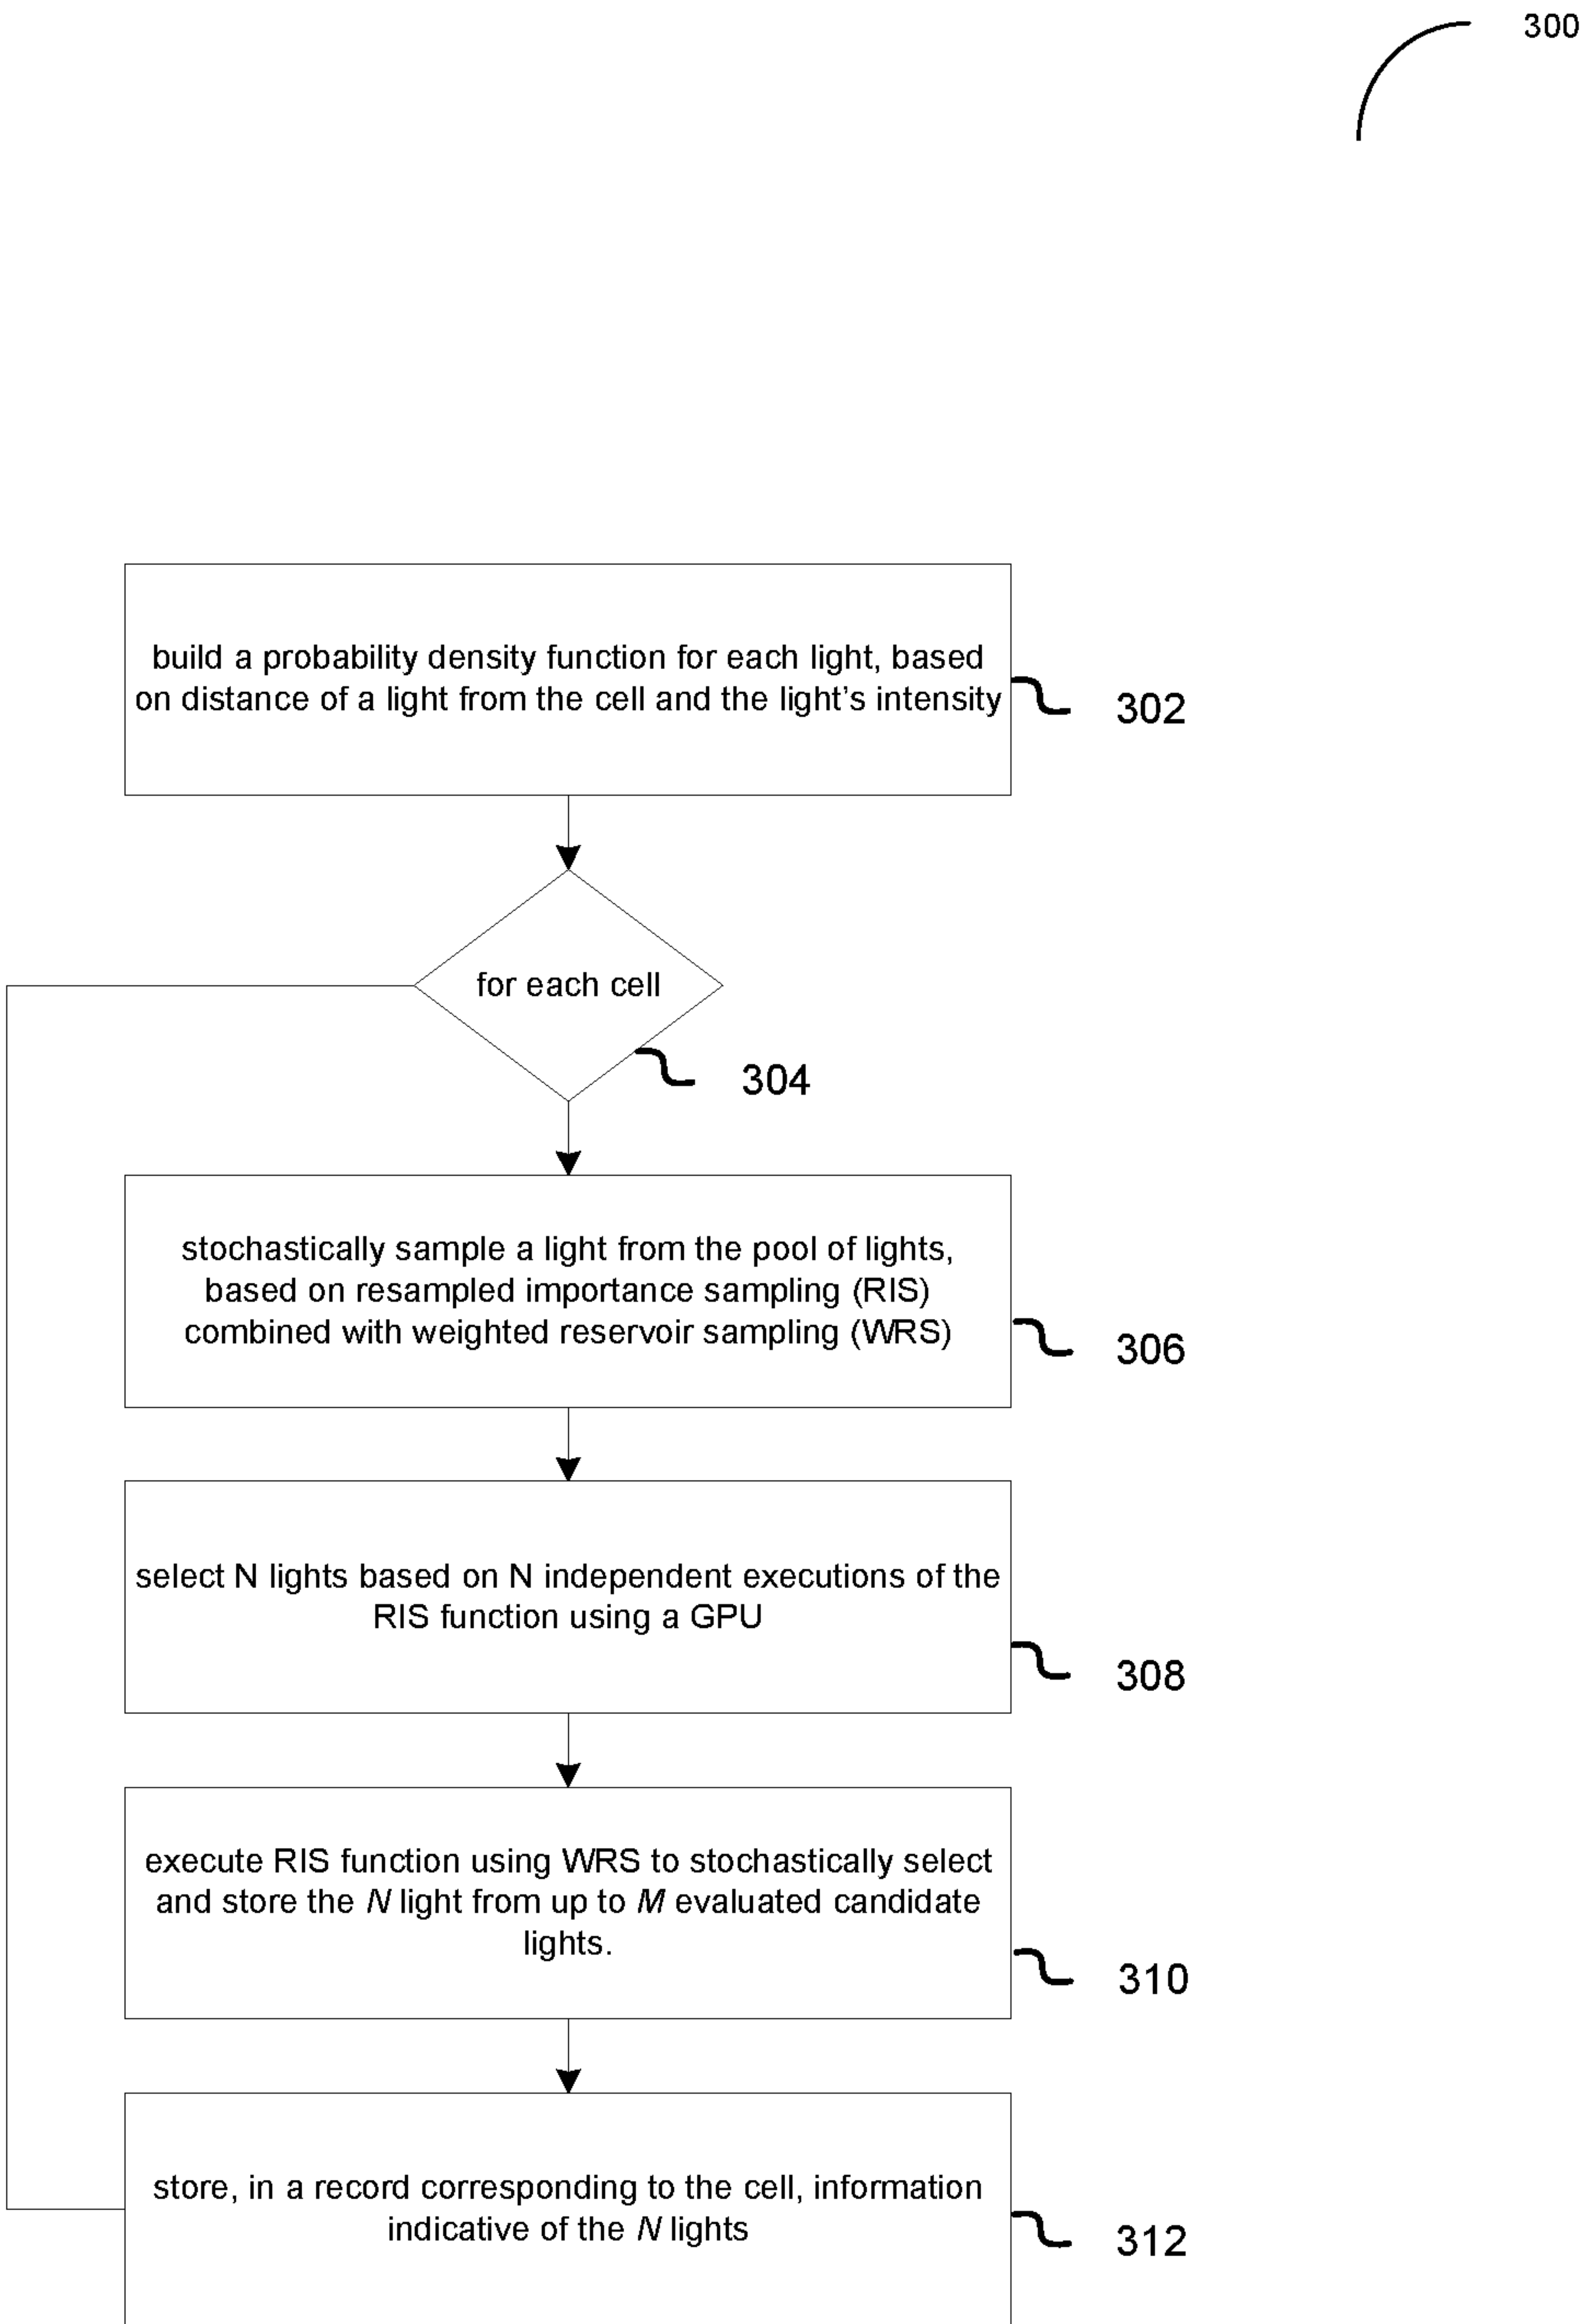 300
build a probability density function for each light, based
on distance of a light from the cell and the light's intensity
302
for each cell
304
stochastically sample a light from the pool of lights,
based on resampled importance sampling (RIS)
combined with weighted reservoir sampling (WRS)
306
select N lights based on N independent executions of the
RIS function using a GPU
308
execute RIS function using WRS to stochastically select
and store the N light from up to M evaluated candidate
lights.
310
store, in a record corresponding to the cell, information
indicative of the N lights
312